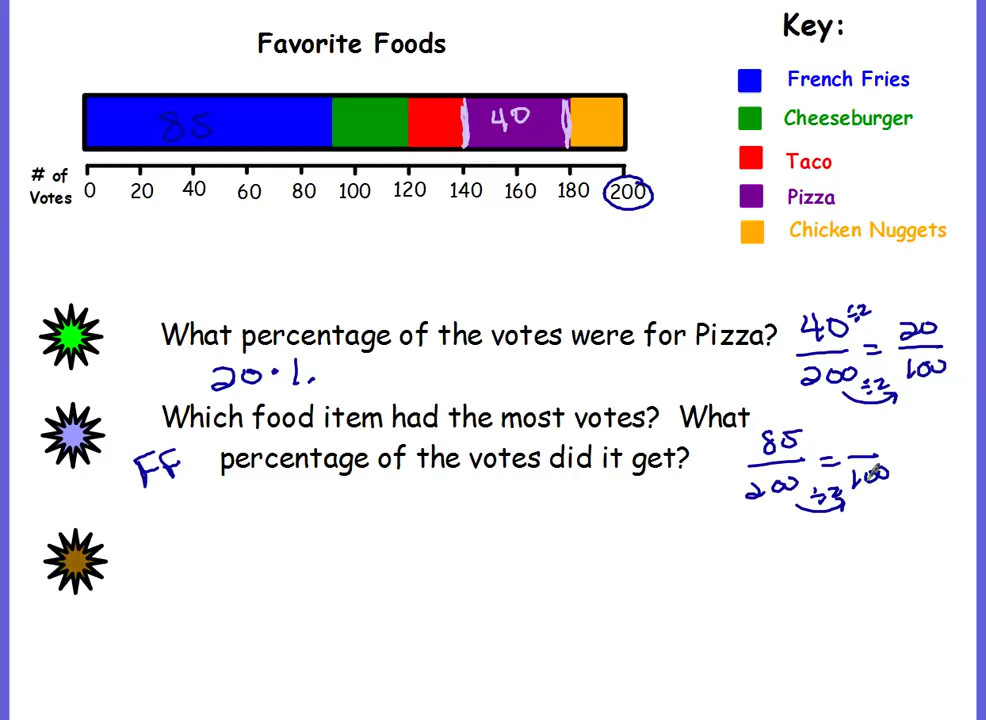 Favorite Foods
Key:
French Fries
Cheeseburger
Taco
Pizza
Chicken Nuggets
85
40
# of
Votes
0 20 40 60 80 100 120 140 160 180 200
What percentage of the votes were for Pizza?
40 ÷2
200 ÷2
=
20
100
20%
Which food item had the most votes? What
percentage of the votes did it get?
FF
85
200 ÷2
=
100